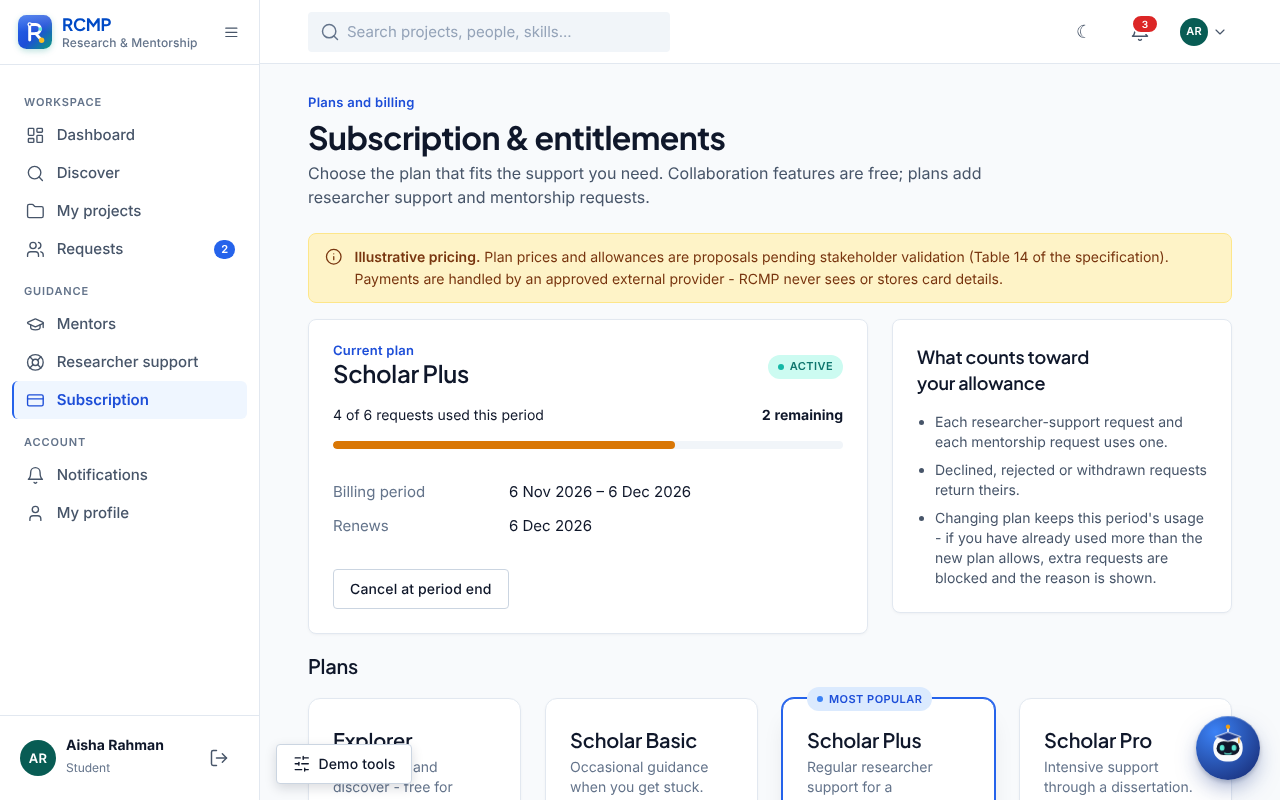 RCMP
Research & Mentorship
Search projects, people, skills...
3
AR
WORKSPACE
Dashboard
Discover
My projects
Requests
2
GUIDANCE
Mentors
Researcher support
Subscription
ACCOUNT
Notifications
My profile
AR
Aisha Rahman
Student
Plans and billing
Subscription & entitlements
Choose the plan that fits the support you need. Collaboration features are free; plans add
researcher support and mentorship requests.
Illustrative pricing. Plan prices and allowances are proposals pending stakeholder validation (Table 14 of the specification).
Payments are handled by an approved external provider - RCMP never sees or stores card details.
Current plan
Scholar Plus
ACTIVE
4 of 6 requests used this period
2 remaining
Billing period
6 Nov 2026 – 6 Dec 2026
Renews
6 Dec 2026
Cancel at period end
What counts toward
your allowance
• Each researcher-support request and
each mentorship request uses one.
• Declined, rejected or withdrawn requests
return theirs.
• Changing plan keeps this period's usage
- if you have already used more than the
new plan allows, extra requests are
blocked and the reason is shown.
Plans
Explorer
and
discover - free for
Demo tools
Scholar Basic
Occasional guidance
when you get stuck.
MOST POPULAR
Scholar Plus
Regular researcher
support for a
Scholar Pro
Intensive support
through a dissertation.